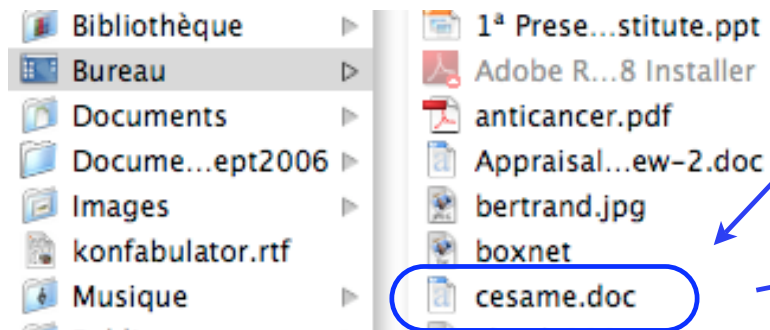 Bibliothèque
Bureau
Documents
Docume...ept2006
Images
konfabulator.rtf
Musique
1ª Prese...stitute.ppt
Adobe R...8 Installer
anticancer.pdf
Appraisal...ew-2.doc
bertrand.jpg
boxnet
cesame.doc